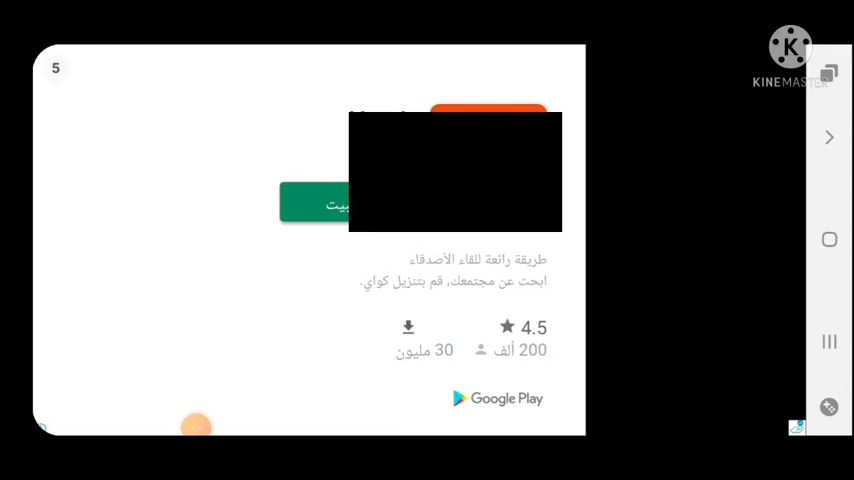 5
KINEMASTER
طريقة رائعة للقاء الأصدقاء
ابحث عن مجتمعك، قم بتنزيل كواي.
4.5
200 ألف
30 مليون
Google Play